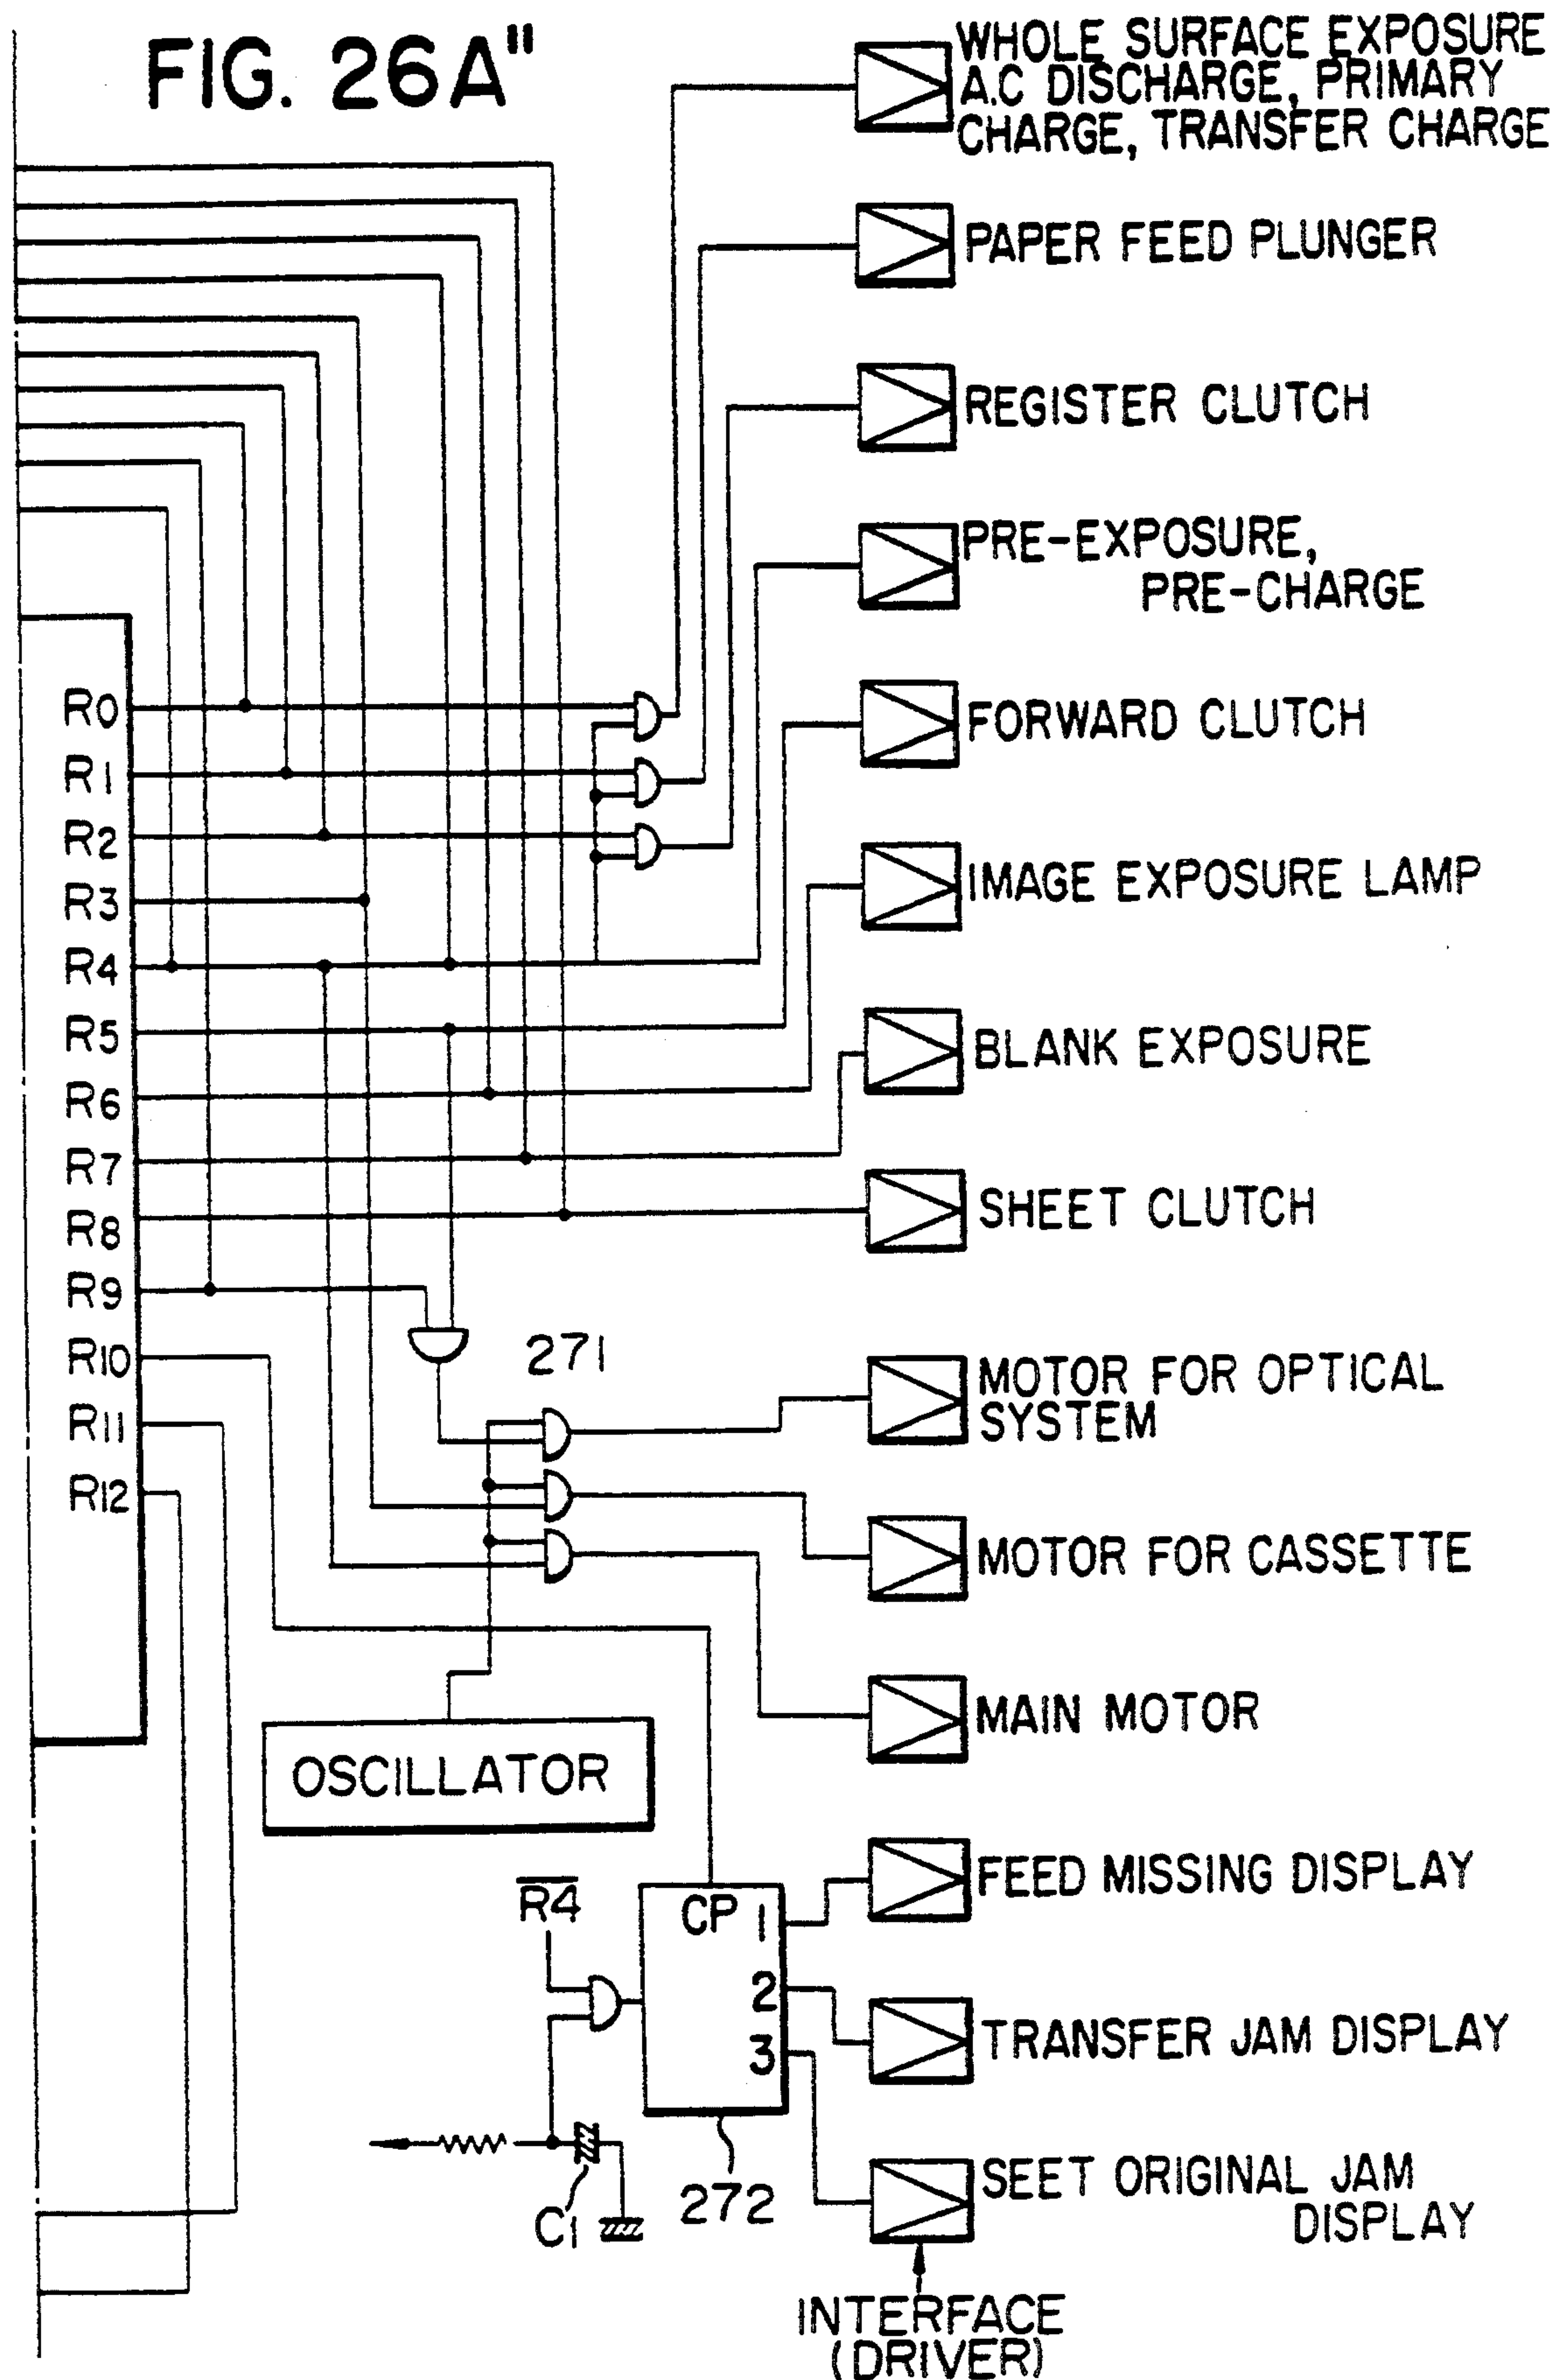 FIG. 26A"
WHOLE SURFACE EXPOSURE
A.C DISCHARGE, PRIMARY
CHARGE, TRANSFER CHARGE
PAPER FEED PLUNGER
REGISTER CLUTCH
PRE-EXPOSURE,
PRE-CHARGE
FORWARD CLUTCH
IMAGE EXPOSURE LAMP
BLANK EXPOSURE
SHEET CLUTCH
MOTOR FOR OPTICAL
SYSTEM
MOTOR FOR CASSETTE
MAIN MOTOR
FEED MISSING DISPLAY
TRANSFER JAM DISPLAY
SEET ORIGINAL JAM
DISPLAY
INTERFACE
(DRIVER)
R0
R1
R2
R3
R4
R5
R6
R7
R8
R9
R10
R11
R12
271
OSCILLATOR
R4
CP 1
2
3
272
C1